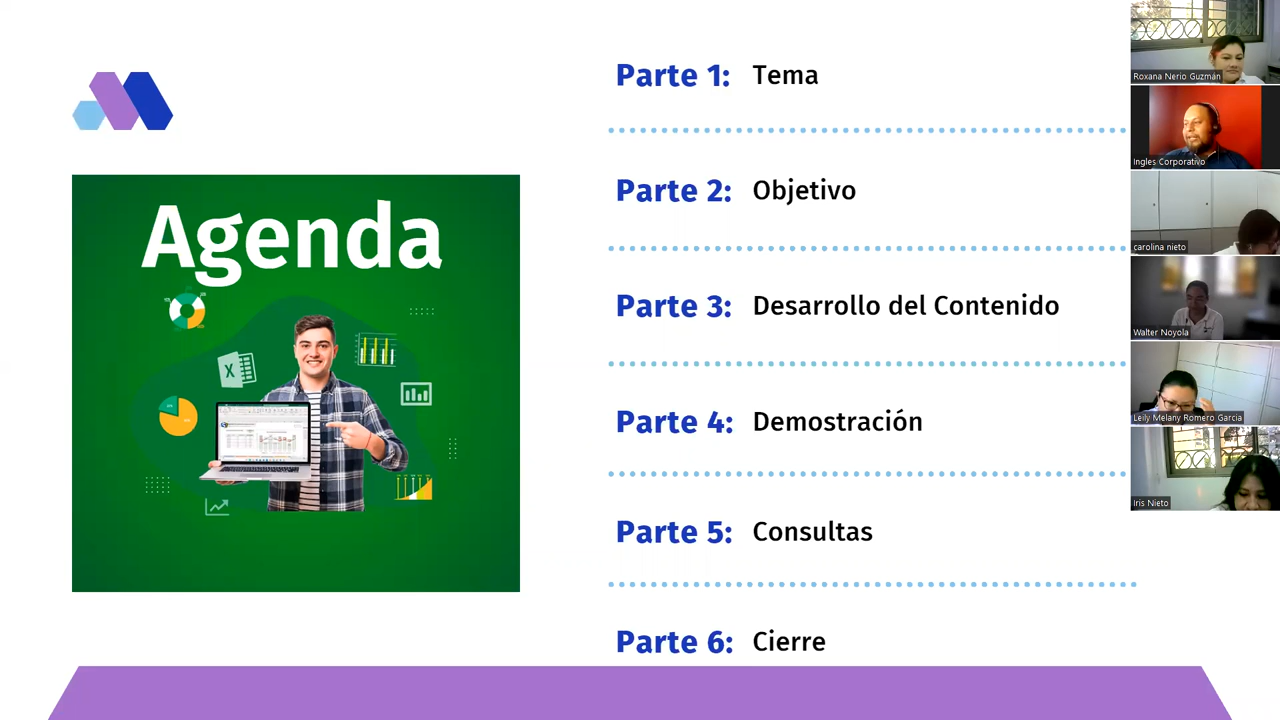 Agenda
Parte 1: Tema
Parte 2: Objetivo
Parte 3: Desarrollo del Contenido
Parte 4: Demostración
Parte 5: Consultas
Parte 6: Cierre
Roxana Nerio Guzmán
Ingles Corporativo
carolina nieto
Walter Noyola
Leily Melany Romero Garcia
Iris Nieto